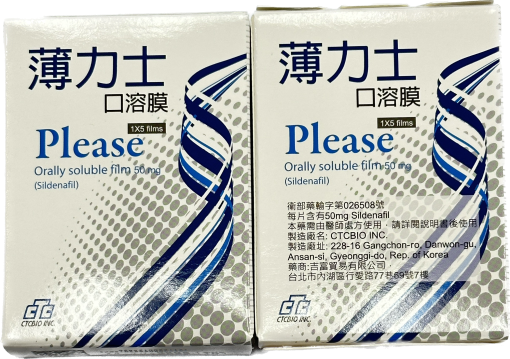 薄力士
口溶膜
1X5 films
Please
Orally soluble film 50 mg
(Sildenafil)
CTC
CTCBIO INC.
薄力士
口溶膜
1X5 films
Please
Orally soluble film 50 mg
(Sildenafil)
衛部藥輸字第026508號
每片含有50mg Sildenafil
本藥需由醫師處方使用，請詳閱說明書後使用
製造廠名: CTCBIO INC.
製造廠址: 228-16 Gangchon-ro, Danwon-gu,
Ansan-si, Gyeonggi-do, Rep. of Korea
藥商:吉富貿易有限公司
台北市內湖區行愛路77巷69號7樓
CTC
CTCBIO INC.